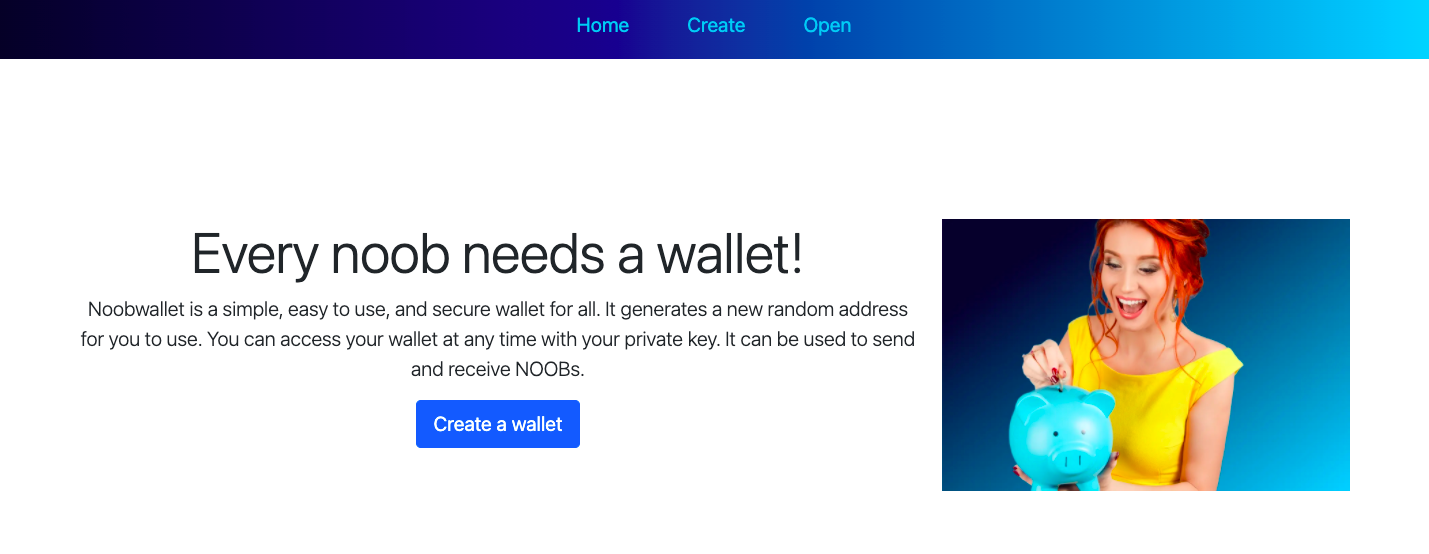 Home Create Open
Every noob needs a wallet!
Noobwallet is a simple, easy to use, and secure wallet for all. It generates a new random address
for you to use. You can access your wallet at any time with your private key. It can be used to send
and receive NOOBs.
Create a wallet